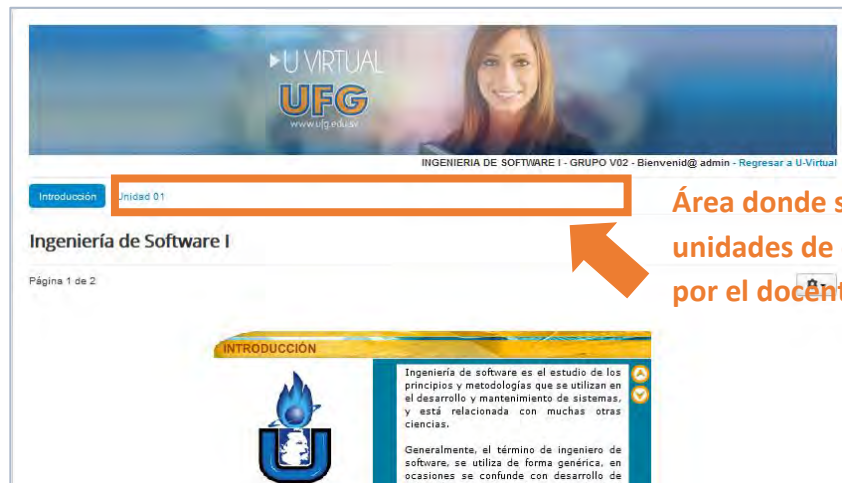 ▶U VIRTUAL
UFG
www.ufg.edu.sv
INGENIERIA DE SOFTWARE I - GRUPO V02 - Bienvenid@ admin - Regresar a U-Virtual
Introducción Unidad 01
Área donde s
unidades de
por el docent
Ingeniería de Software I
Página 1 de 2
INTRODUCCIÓN
Ingeniería de software es el estudio de los
principios y metodologías que se utilizan en
el desarrollo y mantenimiento de sistemas,
y está relacionada con muchas otras
ciencias.
Generalmente, el término de ingeniero de
software, se utiliza de forma genérica, en
ocasiones se confunde con desarrollo de